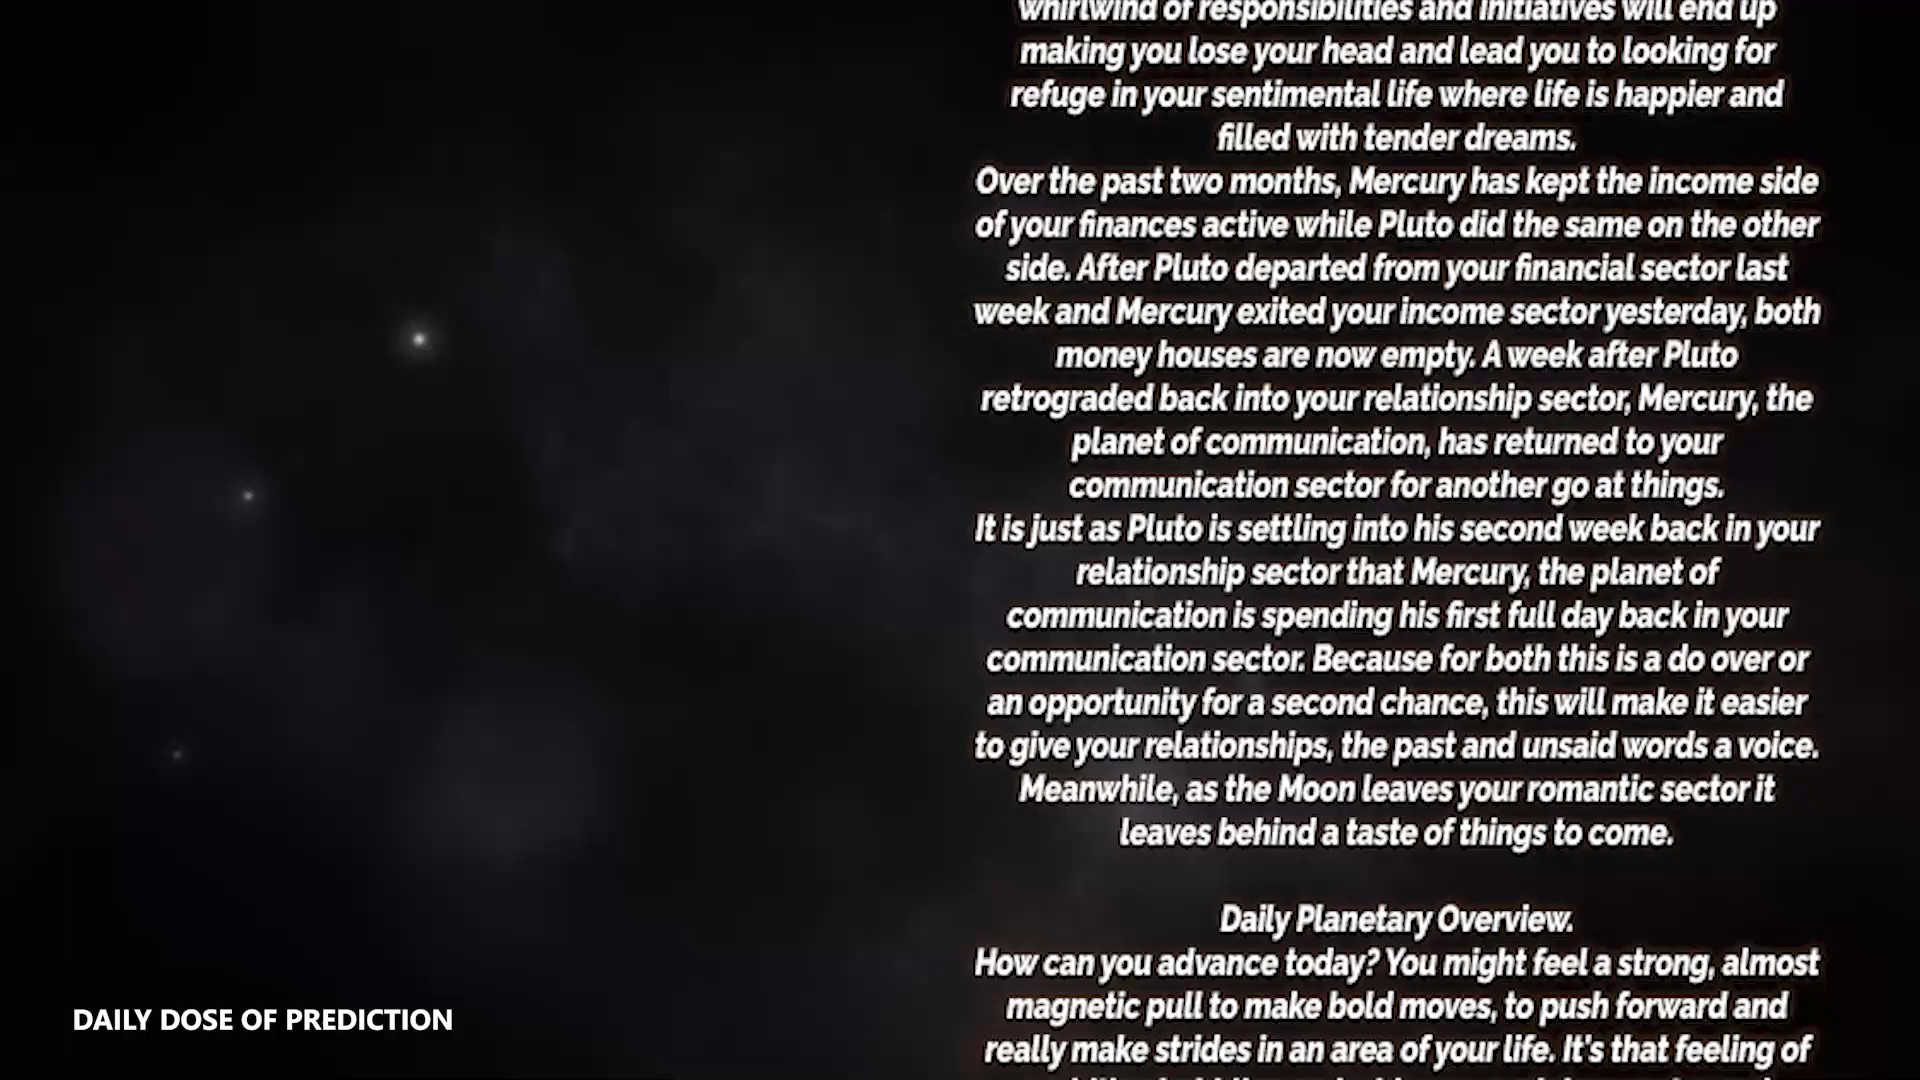 whirlwind of responsibilities and initiatives will end up
making you lose your head and lead you to looking for
refuge in your sentimental life where life is happier and
filled with tender dreams.
Over the past two months, Mercury has kept the income side
of your finances active while Pluto did the same on the other
side. After Pluto departed from your financial sector last
week and Mercury exited your income sector yesterday, both
money houses are now empty. A week after Pluto
retrograded back into your relationship sector, Mercury, the
planet of communication, has returned to your
communication sector for another go at things.
It is just as Pluto is settling into his second week back in your
relationship sector that Mercury, the planet of
communication is spending his first full day back in your
communication sector. Because for both this is a do over or
an opportunity for a second chance, this will make it easier
to give your relationships, the past and unsaid words a voice.
Meanwhile, as the Moon leaves your romantic sector it
leaves behind a taste of things to come.
Daily Planetary Overview.
How can you advance today? You might feel a strong, almost
magnetic pull to make bold moves, to push forward and
really make strides in an area of your life. It's that feeling of
DAILY DOSE OF PREDICTION